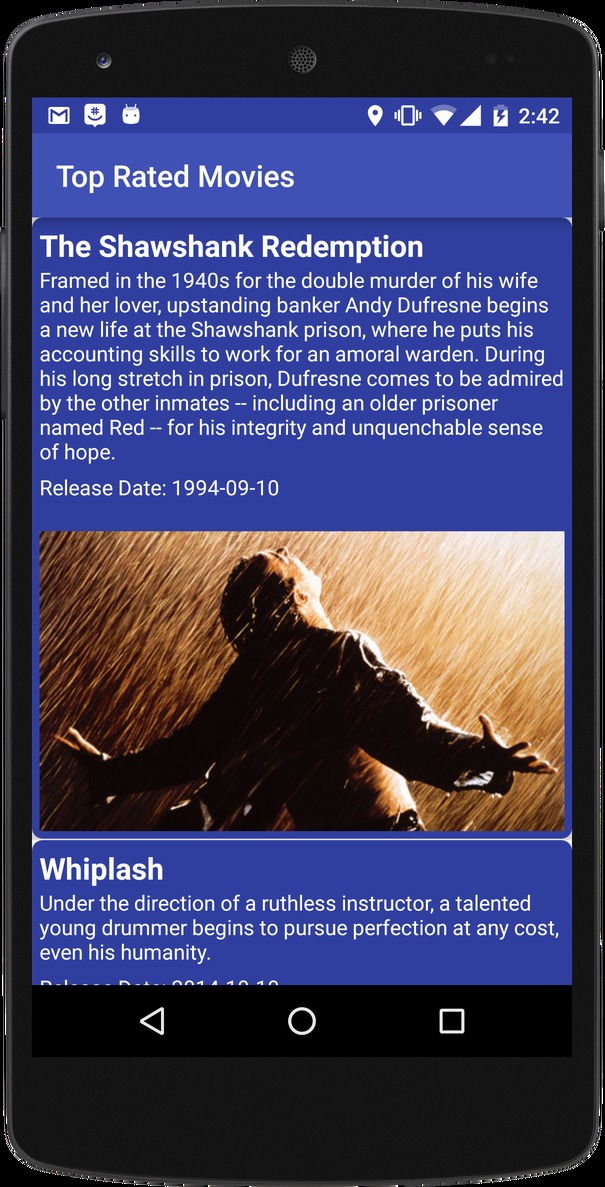 2:42
Top Rated Movies
The Shawshank Redemption
Framed in the 1940s for the double murder of his wife
and her lover, upstanding banker Andy Dufresne begins
a new life at the Shawshank prison, where he puts his
accounting skills to work for an amoral warden. During
his long stretch in prison, Dufresne comes to be admired
by the other inmates -- including an older prisoner
named Red -- for his integrity and unquenchable sense
of hope.
Release Date: 1994-09-10
Whiplash
Under the direction of a ruthless instructor, a talented
young drummer begins to pursue perfection at any cost,
even his humanity.
Release Date: 2014-10-10